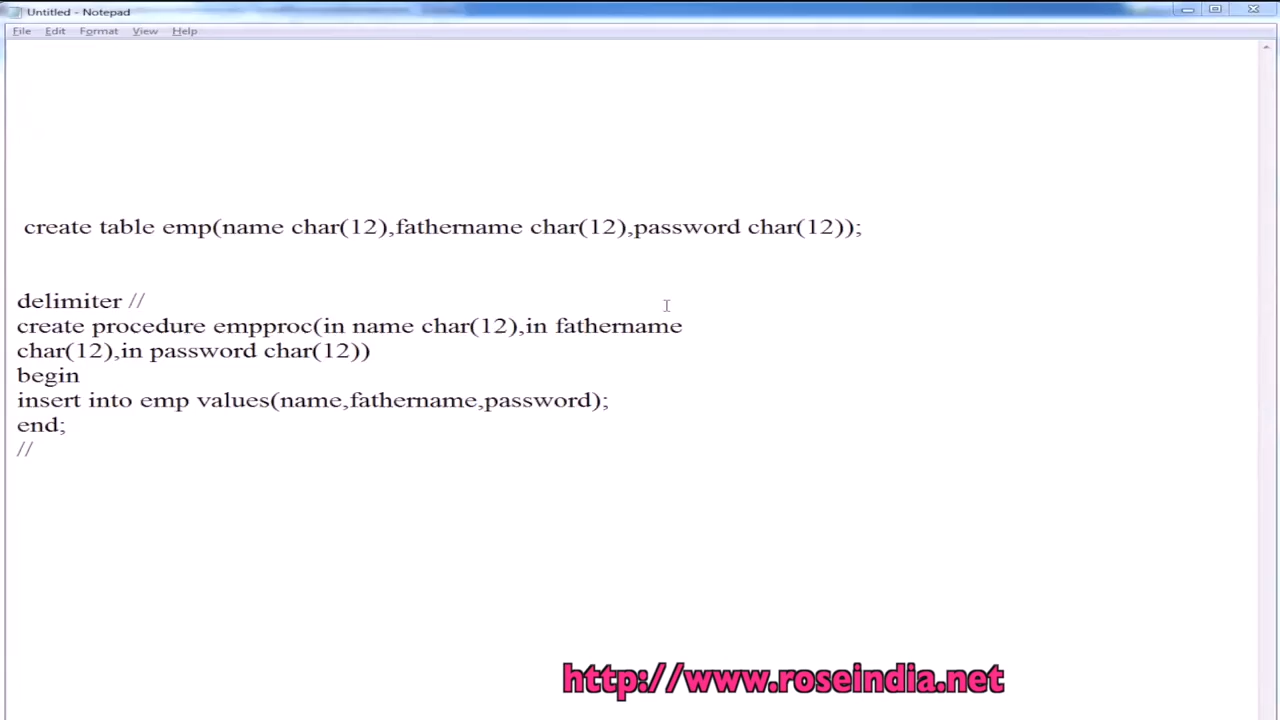 Untitled - Notepad
File Edit Format View Help
create table emp(name char(12),fathername char(12),password char(12));
delimiter //
create procedure empproc(in name char(12),in fathername
char(12),in password char(12))
begin
insert into emp values(name,fathername,password);
end;
//
http://www.roseindia.net